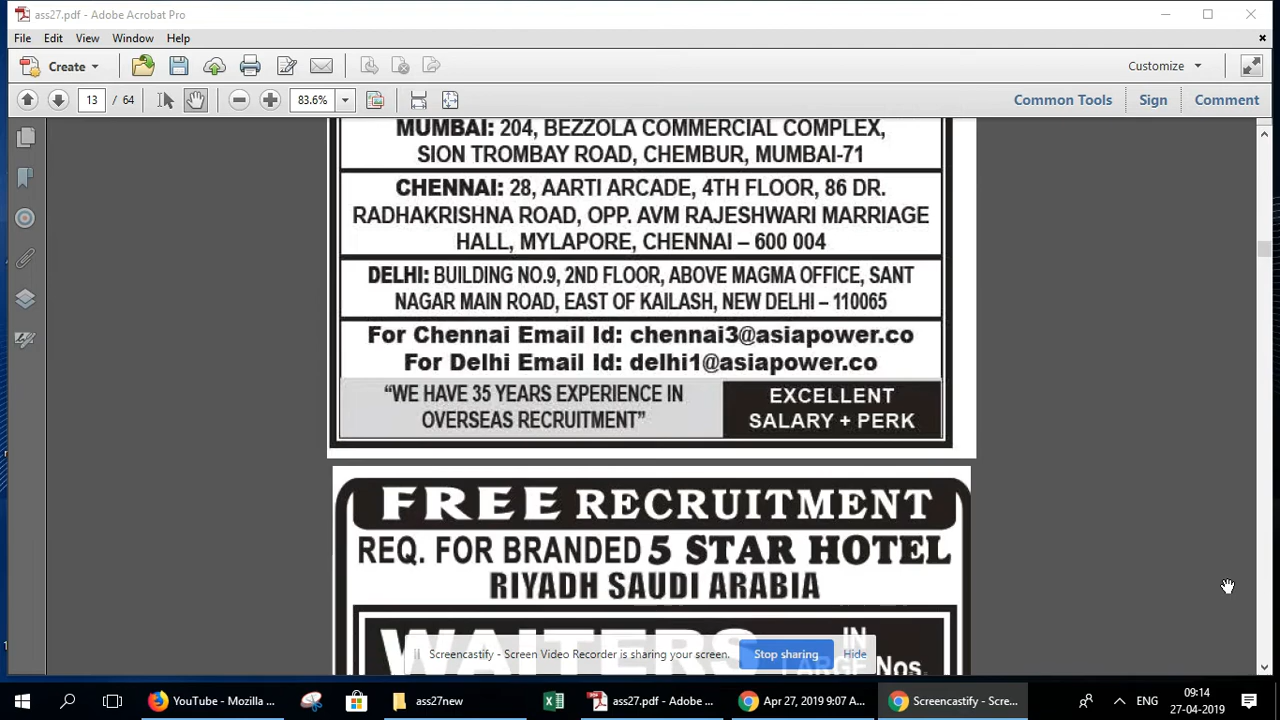 ass27.pdf - Adobe Acrobat Pro
File Edit View Window Help
Create
Customize
13 / 64
83.6%
Common Tools
Sign
Comment
MUMBAI: 204, BEZZOLA COMMERCIAL COMPLEX,
SION TROMBAY ROAD, CHEMBUR, MUMBAI-71
CHENNAI: 28, AARTI ARCADE, 4TH FLOOR, 86 DR.
RADHAKRISHNA ROAD, OPP. AVM RAJESHWARI MARRIAGE
HALL, MYLAPORE, CHENNAI – 600 004
DELHI: BUILDING NO.9, 2ND FLOOR, ABOVE MAGMA OFFICE, SANT
NAGAR MAIN ROAD, EAST OF KAILASH, NEW DELHI – 110065
For Chennai Email Id: chennai3@asiapower.co
For Delhi Email Id: delhi1@asiapower.co
“WE HAVE 35 YEARS EXPERIENCE IN
OVERSEAS RECRUITMENT”
EXCELLENT
SALARY + PERK
FREE RECRUITMENT
REQ. FOR BRANDED 5 STAR HOTEL
RIYADH SAUDI ARABIA
WAITERS
IN
LARGE Nos.
Screencastify - Screen Video Recorder is sharing your screen.
Stop sharing
Hide
YouTube - Mozilla ...
ass27new
ass27.pdf - Adobe ...
Apr 27, 2019 9:07 A...
Screencastify - Scre...
ENG
09:14
27-04-2019